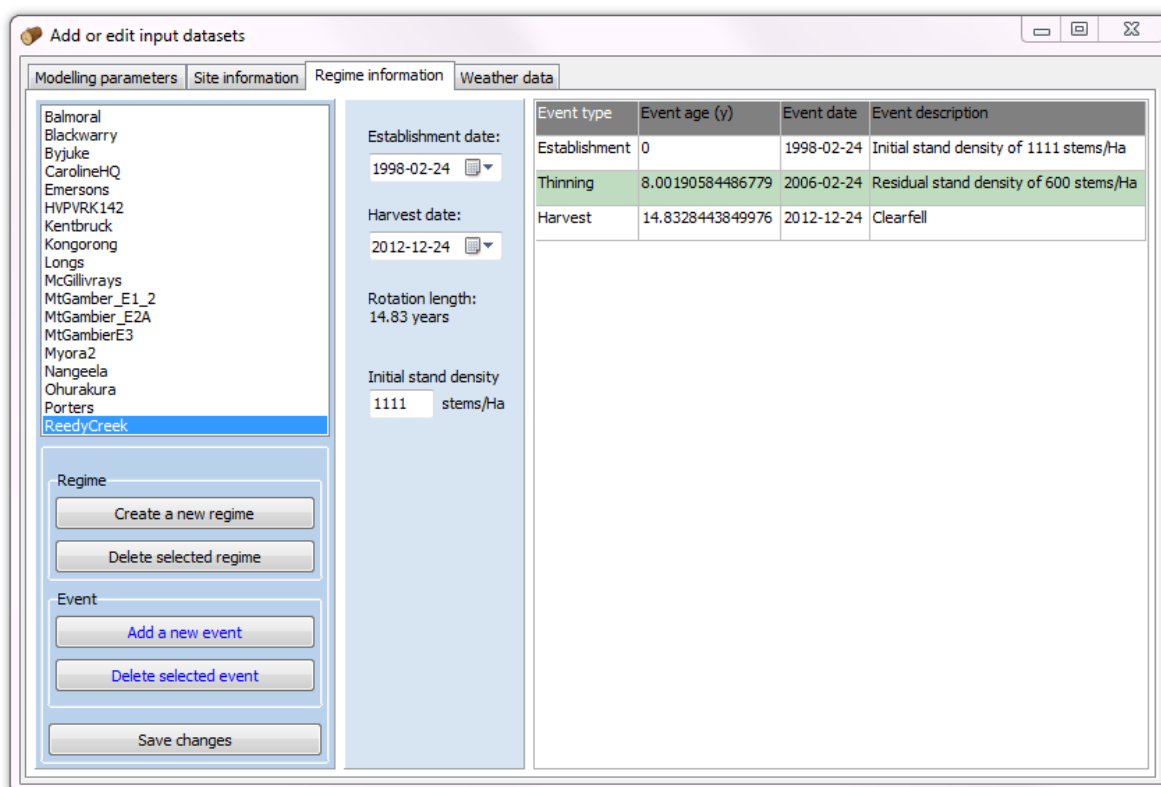 Add or edit input datasets
Modelling parameters Site information Regime information Weather data
Balmoral
Blackwarry
Byjuke
CarolineHQ
Emersons
HVPVRK142
Kentbruck
Kongorong
Longs
McGillivrays
MtGamber_E1_2
MtGambier_E2A
MtGambierE3
Myora2
Nangeela
Ohurakura
Porters
ReedyCreek
Regime
Create a new regime
Delete selected regime
Event
Add a new event
Delete selected event
Save changes
Establishment date:
1998-02-24
Harvest date:
2012-12-24
Rotation length:
14.83 years
Initial stand density
1111 stems/Ha
Event type Event age (y) Event date Event description
Establishment 0 1998-02-24 Initial stand density of 1111 stems/Ha
Thinning 8.00190584486779 2006-02-24 Residual stand density of 600 stems/Ha
Harvest 14.8328443849976 2012-12-24 Clearfell